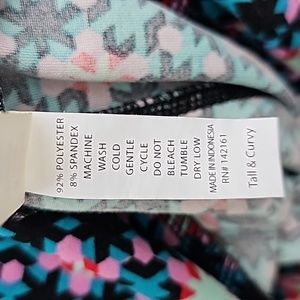 92% POLYESTER
8% SPANDEX
MACHINE
WASH
COLD
GENTLE
CYCLE
DO NOT
BLEACH
TUMBLE
DRY LOW
MADE IN INDONESIA
RN# 142161
Tall & Curvy